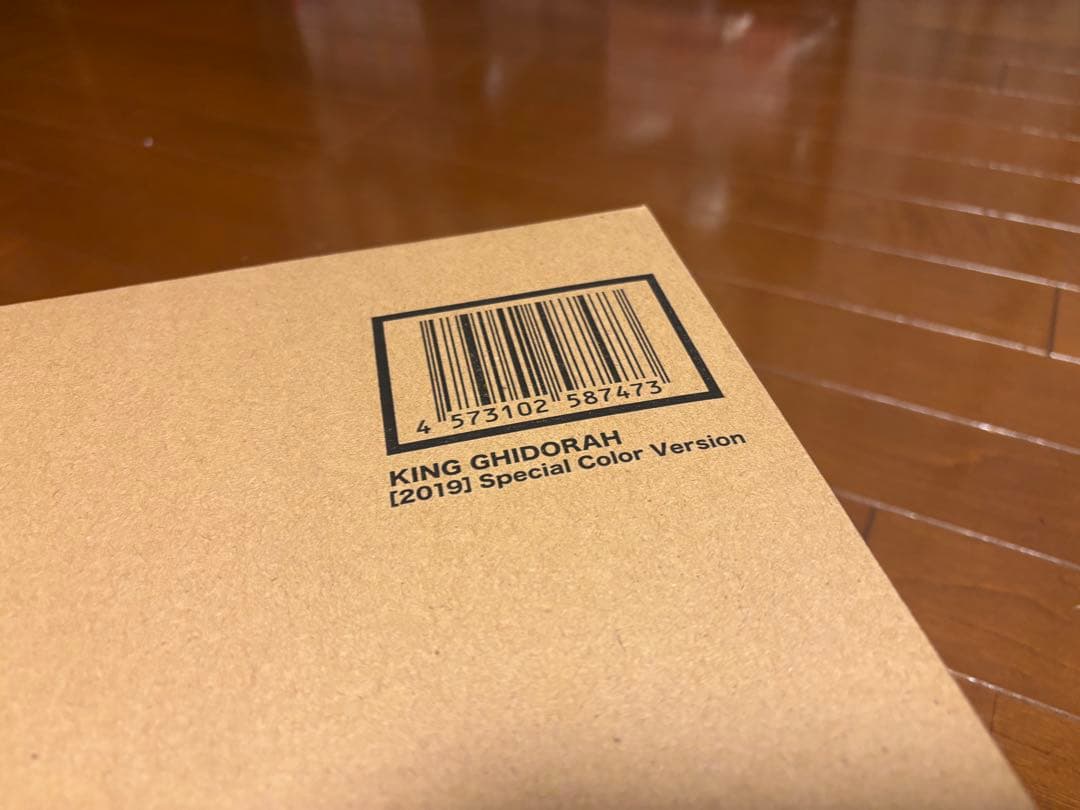 4 573102 587473
KING GHIDORAH
[2019] Special Color Version